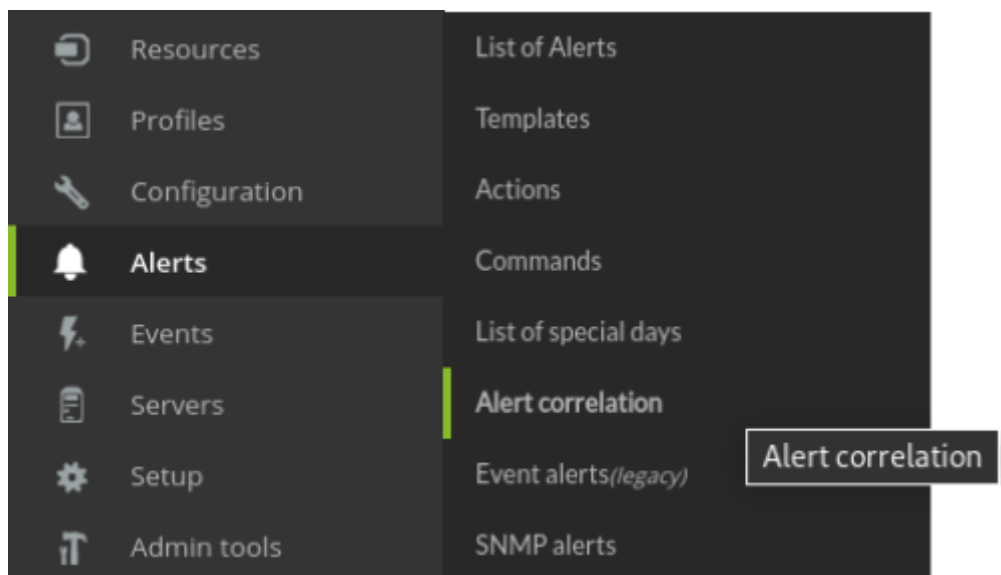 Resources
Profiles
Configuration
Alerts
Events
Servers
Setup
Admin tools
List of Alerts
Templates
Actions
Commands
List of special days
Alert correlation
Event alerts(legacy)
SNMP alerts
Alert correlation